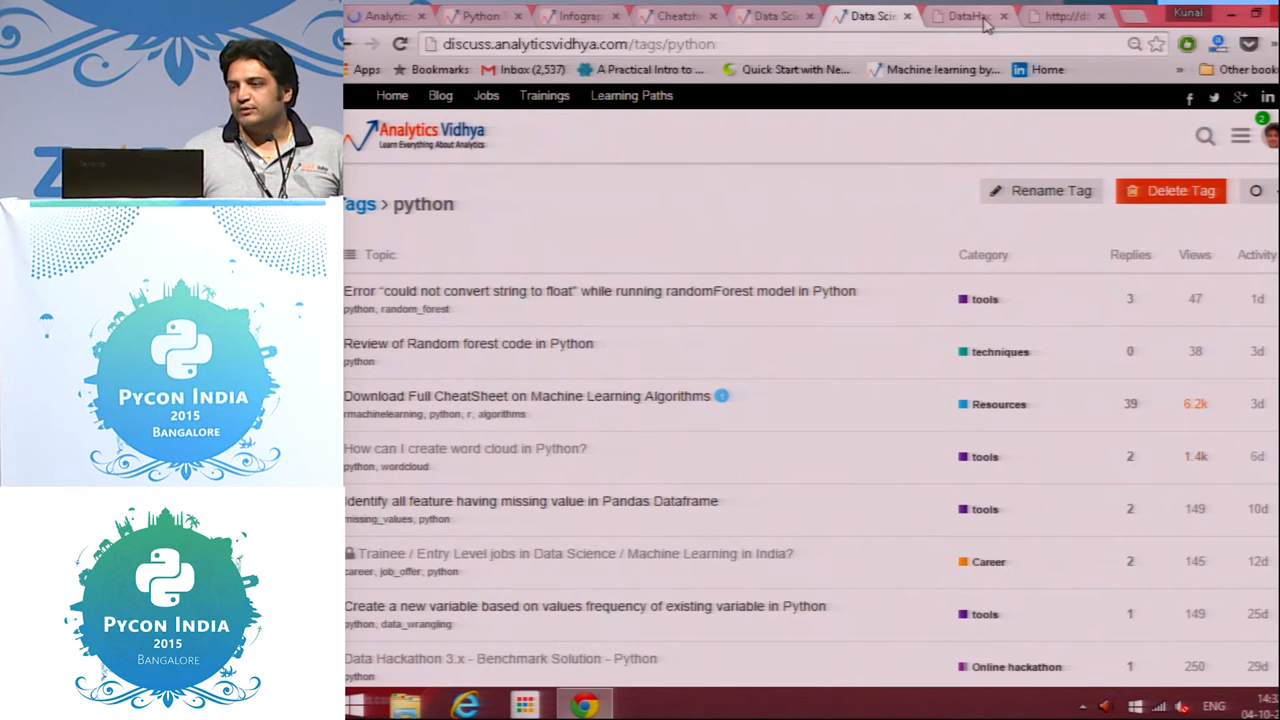 Analytic
Python
Infograp
Cheatsh
Data Sci
Data Scie
DataHac
http://d
Kunal
discuss.analyticsvidhya.com/tags/python
Apps
Bookmarks
Inbox (2,537)
A Practical Intro to ...
Quick Start with Ne...
Machine learning by...
Home
»
Other book
Home Blog Jobs Trainings Learning Paths
Analytics Vidhya
Learn Everything About Analytics
2
Tags > python
Rename Tag
Delete Tag
Topic Category Replies Views Activity
Error “could not convert string to float” while running randomForest model in Python
python, random_forest
tools 3 47 1d
Review of Random forest code in Python
python
techniques 0 38 3d
Download Full CheatSheet on Machine Learning Algorithms
rmachinelearning, python, r, algorithms
Resources 39 6.2k 3d
How can I create word cloud in Python?
python, wordcloud
tools 2 1.4k 6d
Identify all feature having missing value in Pandas Dataframe
missing_values, python
tools 2 149 10d
Trainee / Entry Level jobs in Data Science / Machine Learning in India?
career, job_offer, python
Career 2 145 12d
Create a new variable based on values frequency of existing variable in Python
python, data_wrangling
tools 1 149 25d
Data Hackathon 3.x - Benchmark Solution - Python
python
Online hackathon 1 250 29d
ENG
14:3
04-10-2
PYCON INDIA
2015
BANGALORE
PYCON INDIA
2015
BANGALORE